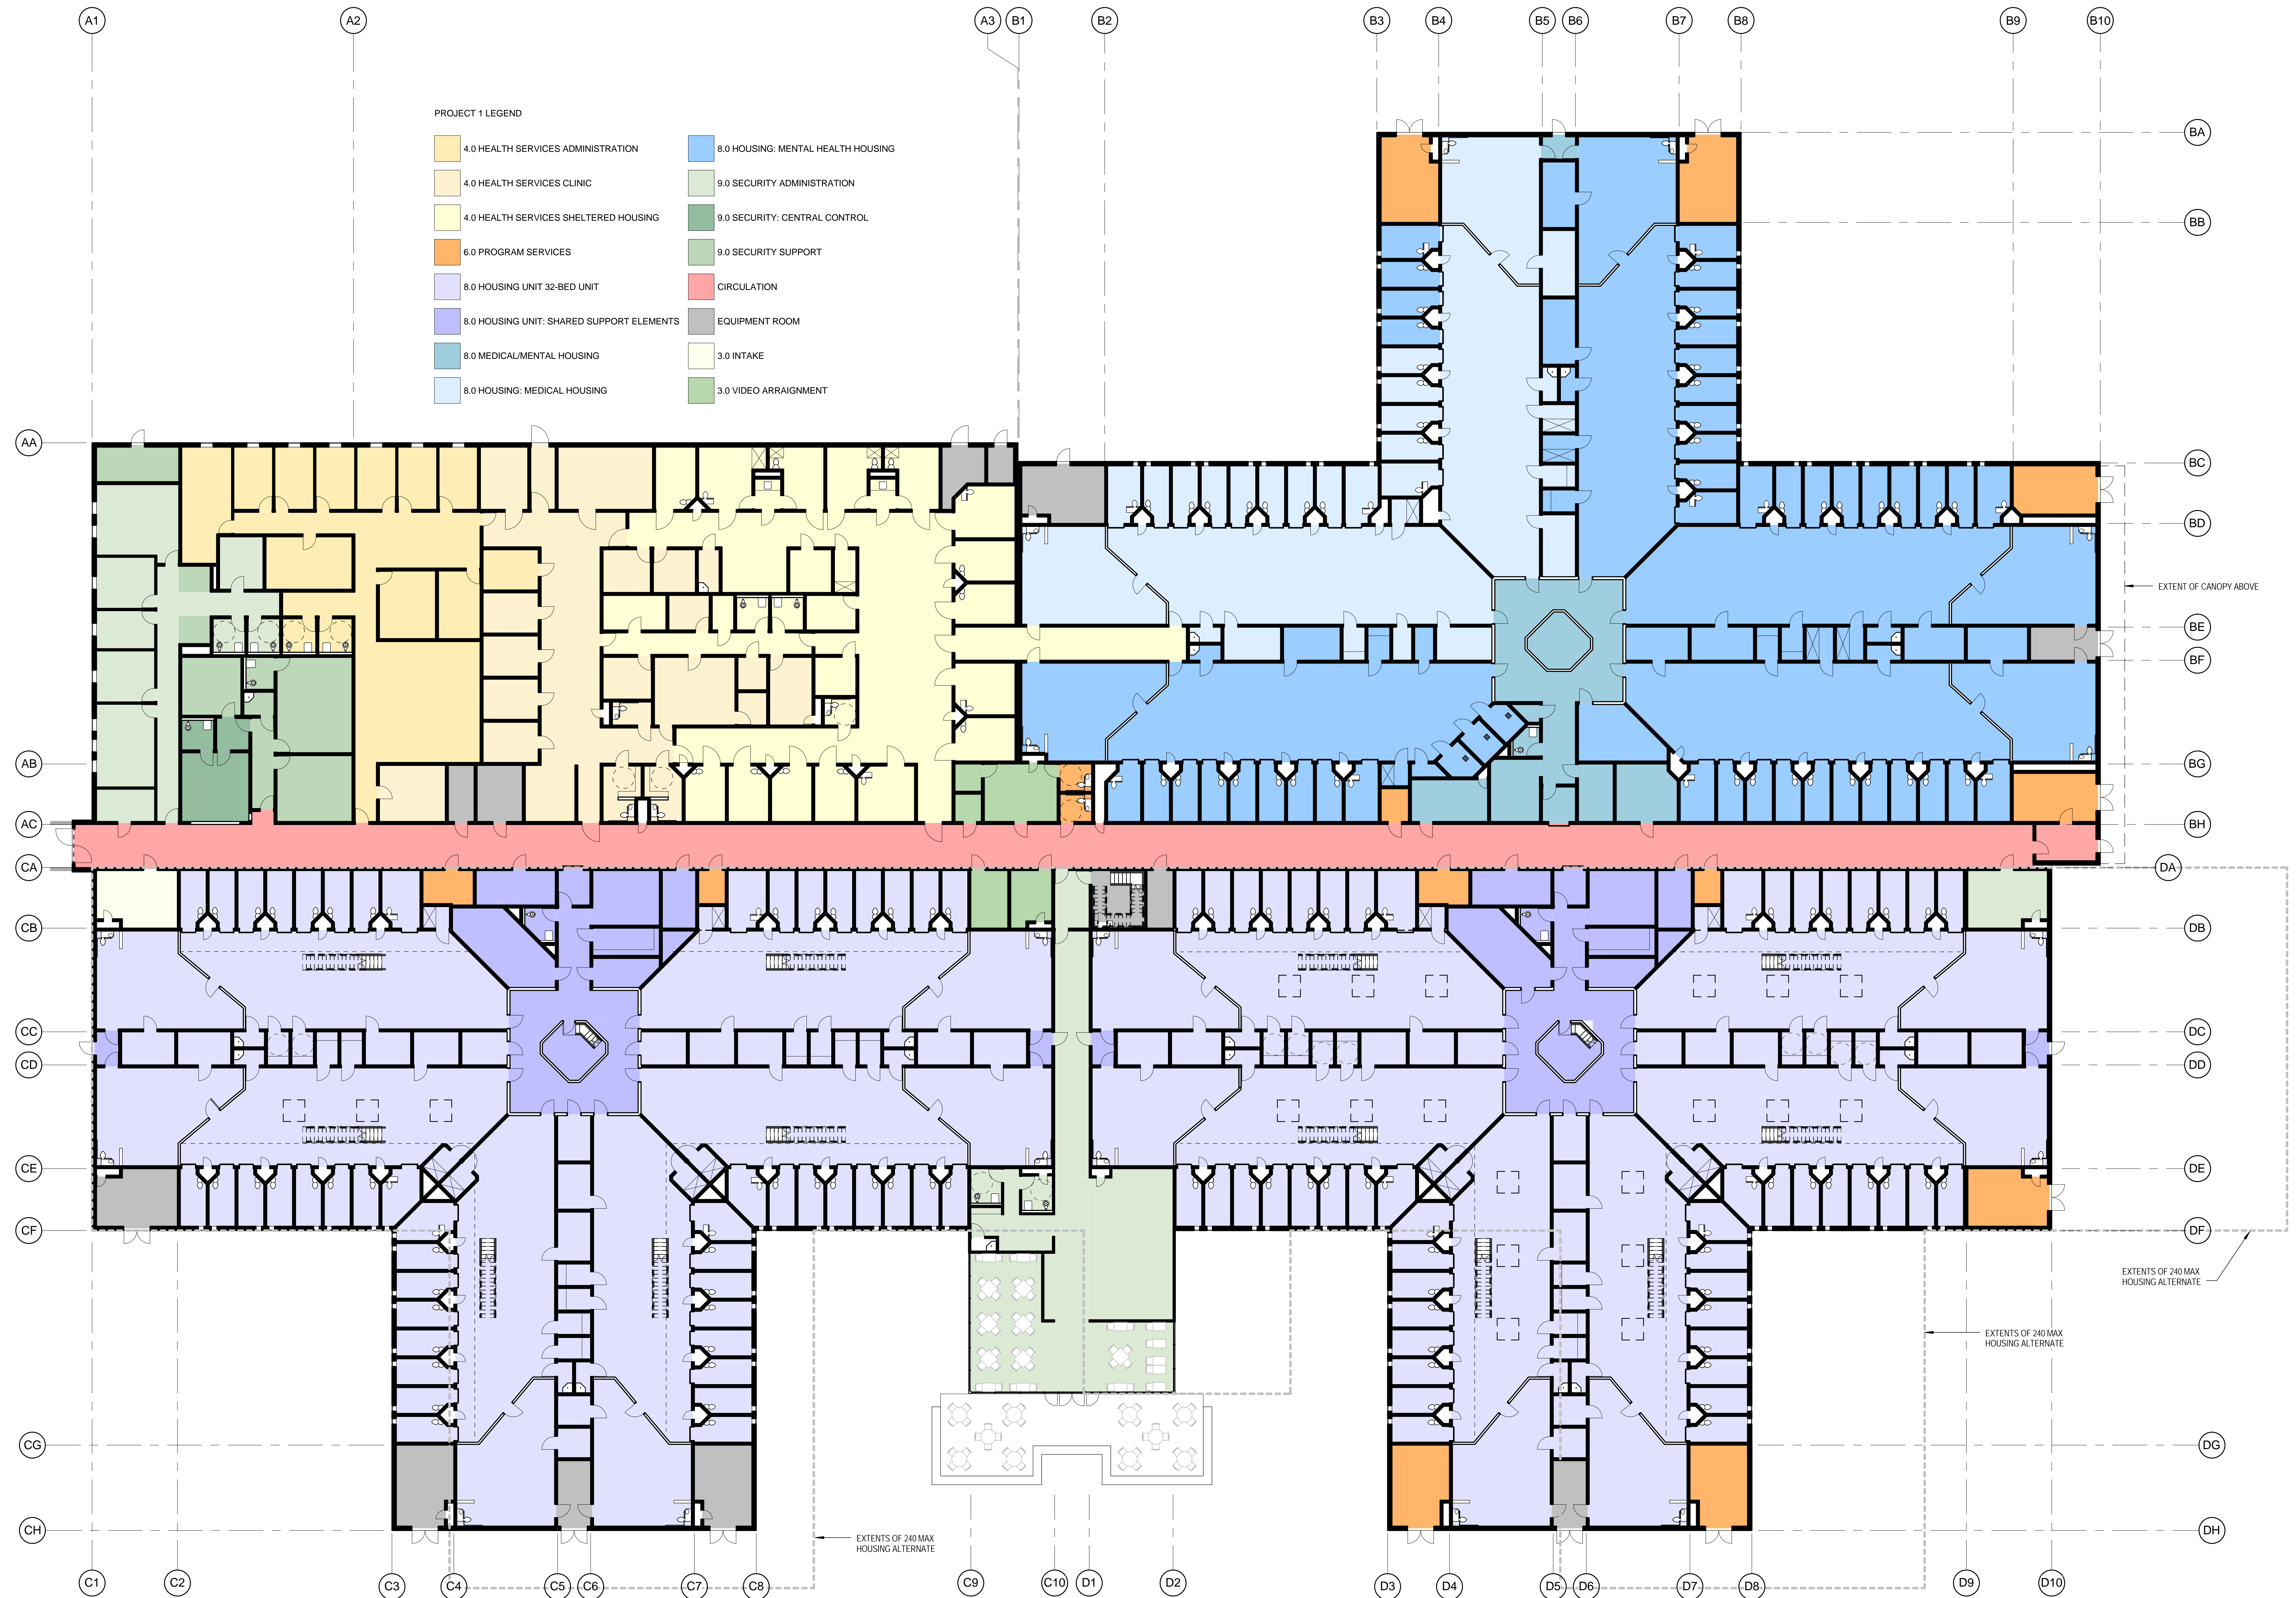 A1
A2
A3
B1
B2
B3
B4
B5
B6
B7
B8
B9
B10
PROJECT 1 LEGEND
4.0 HEALTH SERVICES ADMINISTRATION
4.0 HEALTH SERVICES CLINIC
4.0 HEALTH SERVICES SHELTERED HOUSING
6.0 PROGRAM SERVICES
8.0 HOUSING UNIT 32-BED UNIT
8.0 HOUSING UNIT: SHARED SUPPORT ELEMENTS
8.0 MEDICAL/MENTAL HOUSING
8.0 HOUSING: MEDICAL HOUSING
8.0 HOUSING: MENTAL HEALTH HOUSING
9.0 SECURITY ADMINISTRATION
9.0 SECURITY: CENTRAL CONTROL
9.0 SECURITY SUPPORT
CIRCULATION
EQUIPMENT ROOM
3.0 INTAKE
3.0 VIDEO ARRAIGNMENT
BA
BB
AA
BC
BD
EXTENT OF CANOPY ABOVE
BE
BF
AB
BG
AC
BH
CA
DA
CB
DB
CC
DC
CD
DD
CE
DE
CF
DF
EXTENTS OF 240 MAX
HOUSING ALTERNATE
EXTENTS OF 240 MAX
HOUSING ALTERNATE
CG
DG
CH
DH
EXTENTS OF 240 MAX
HOUSING ALTERNATE
C1
C2
C3
C4
C5
C6
C7
C8
C9
C10
D1
D2
D3
D4
D5
D6
D7
D8
D9
D10